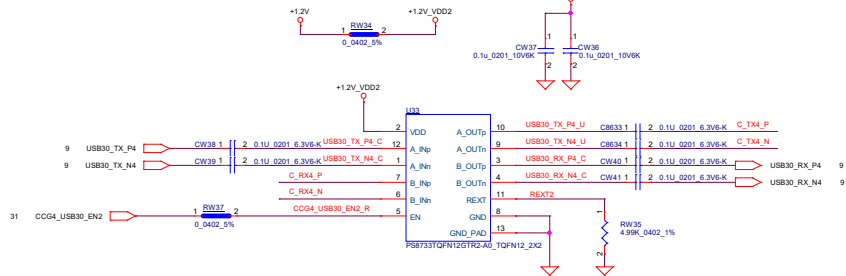 +1.2V +1.2V_VDD2
RW34
1 2
0_0402_5%
1 1
CW37 CW36
0.1u_0201_10V6K 0.1u_0201_10V6K
2 2
+1.2V_VDD2
U33
2 VDD A_OUTp 10 USB30_TX_P4_U C8633 1 2 0.1U_0201_6.3V6-K C_TX4_P
9 USB30_TX_P4 CW38 1 2 0.1U_0201_6.3V6-K USB30_TX_P4_C 12 A_INp A_OUTn 9 USB30_TX_N4_U C8634 1 2 0.1U_0201_6.3V6-K C_TX4_N
9 USB30_TX_N4 CW39 1 2 0.1U_0201_6.3V6-K USB30_TX_N4_C 1 A_INn B_OUTp 3 USB30_RX_P4_C CW40 1 2 0.1U_0201_6.3V6-K USB30_RX_P4 9
C_RX4_P 7 B_INp B_OUTn 4 USB30_RX_N4_C CW41 1 2 0.1U_0201_6.3V6-K USB30_RX_N4 9
C_RX4_N 6 B_INn REXT 11 REXT2
31 CCG4_USB30_EN2 1 RW37 2 CCG4_USB30_EN2_R 5 EN GND 8
0_0402_5%
GND_PAD 13
1
RW35
4.99K_0402_1%
2
PS8733TQFN12GTR2-A0_TQFN12_2X2